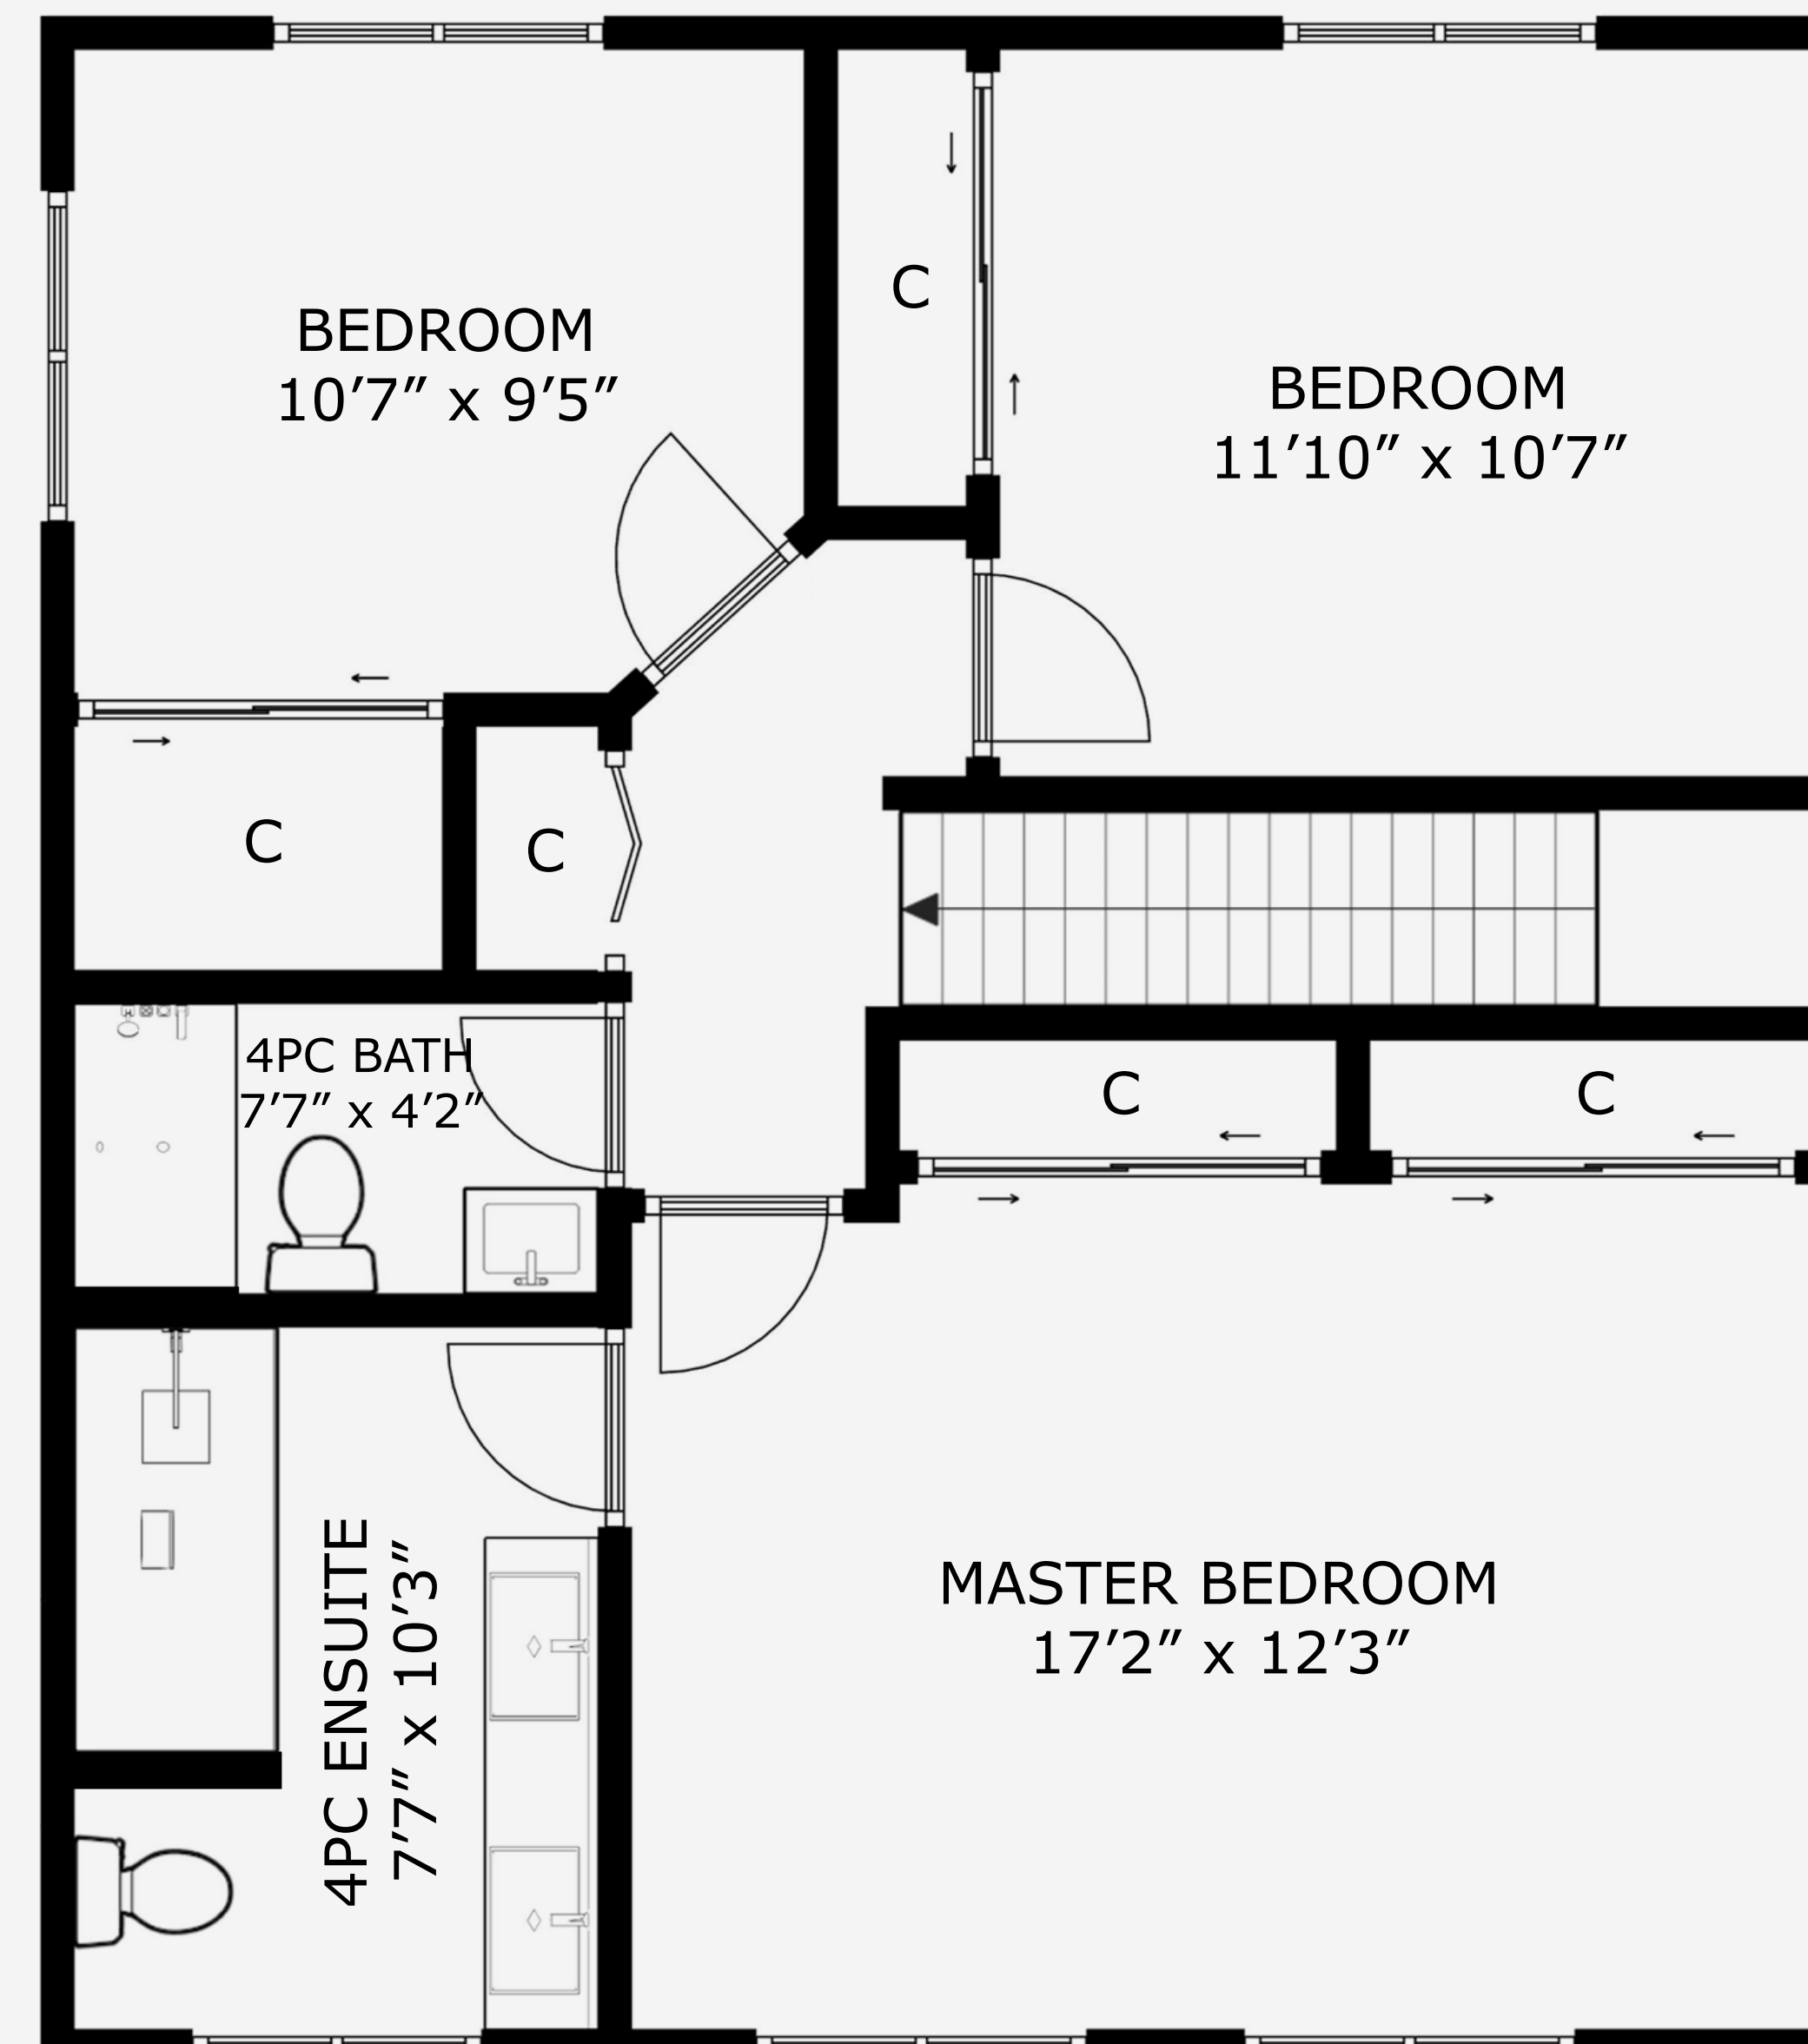 C
BEDROOM
10’7” x 9’5”
BEDROOM
11’10” x 10’7”
C
C
4PC BATH
7’7” x 4’2”
C
C
4PC ENSUITE
7’7” x 10’3”
MASTER BEDROOM
17’2” x 12’3”